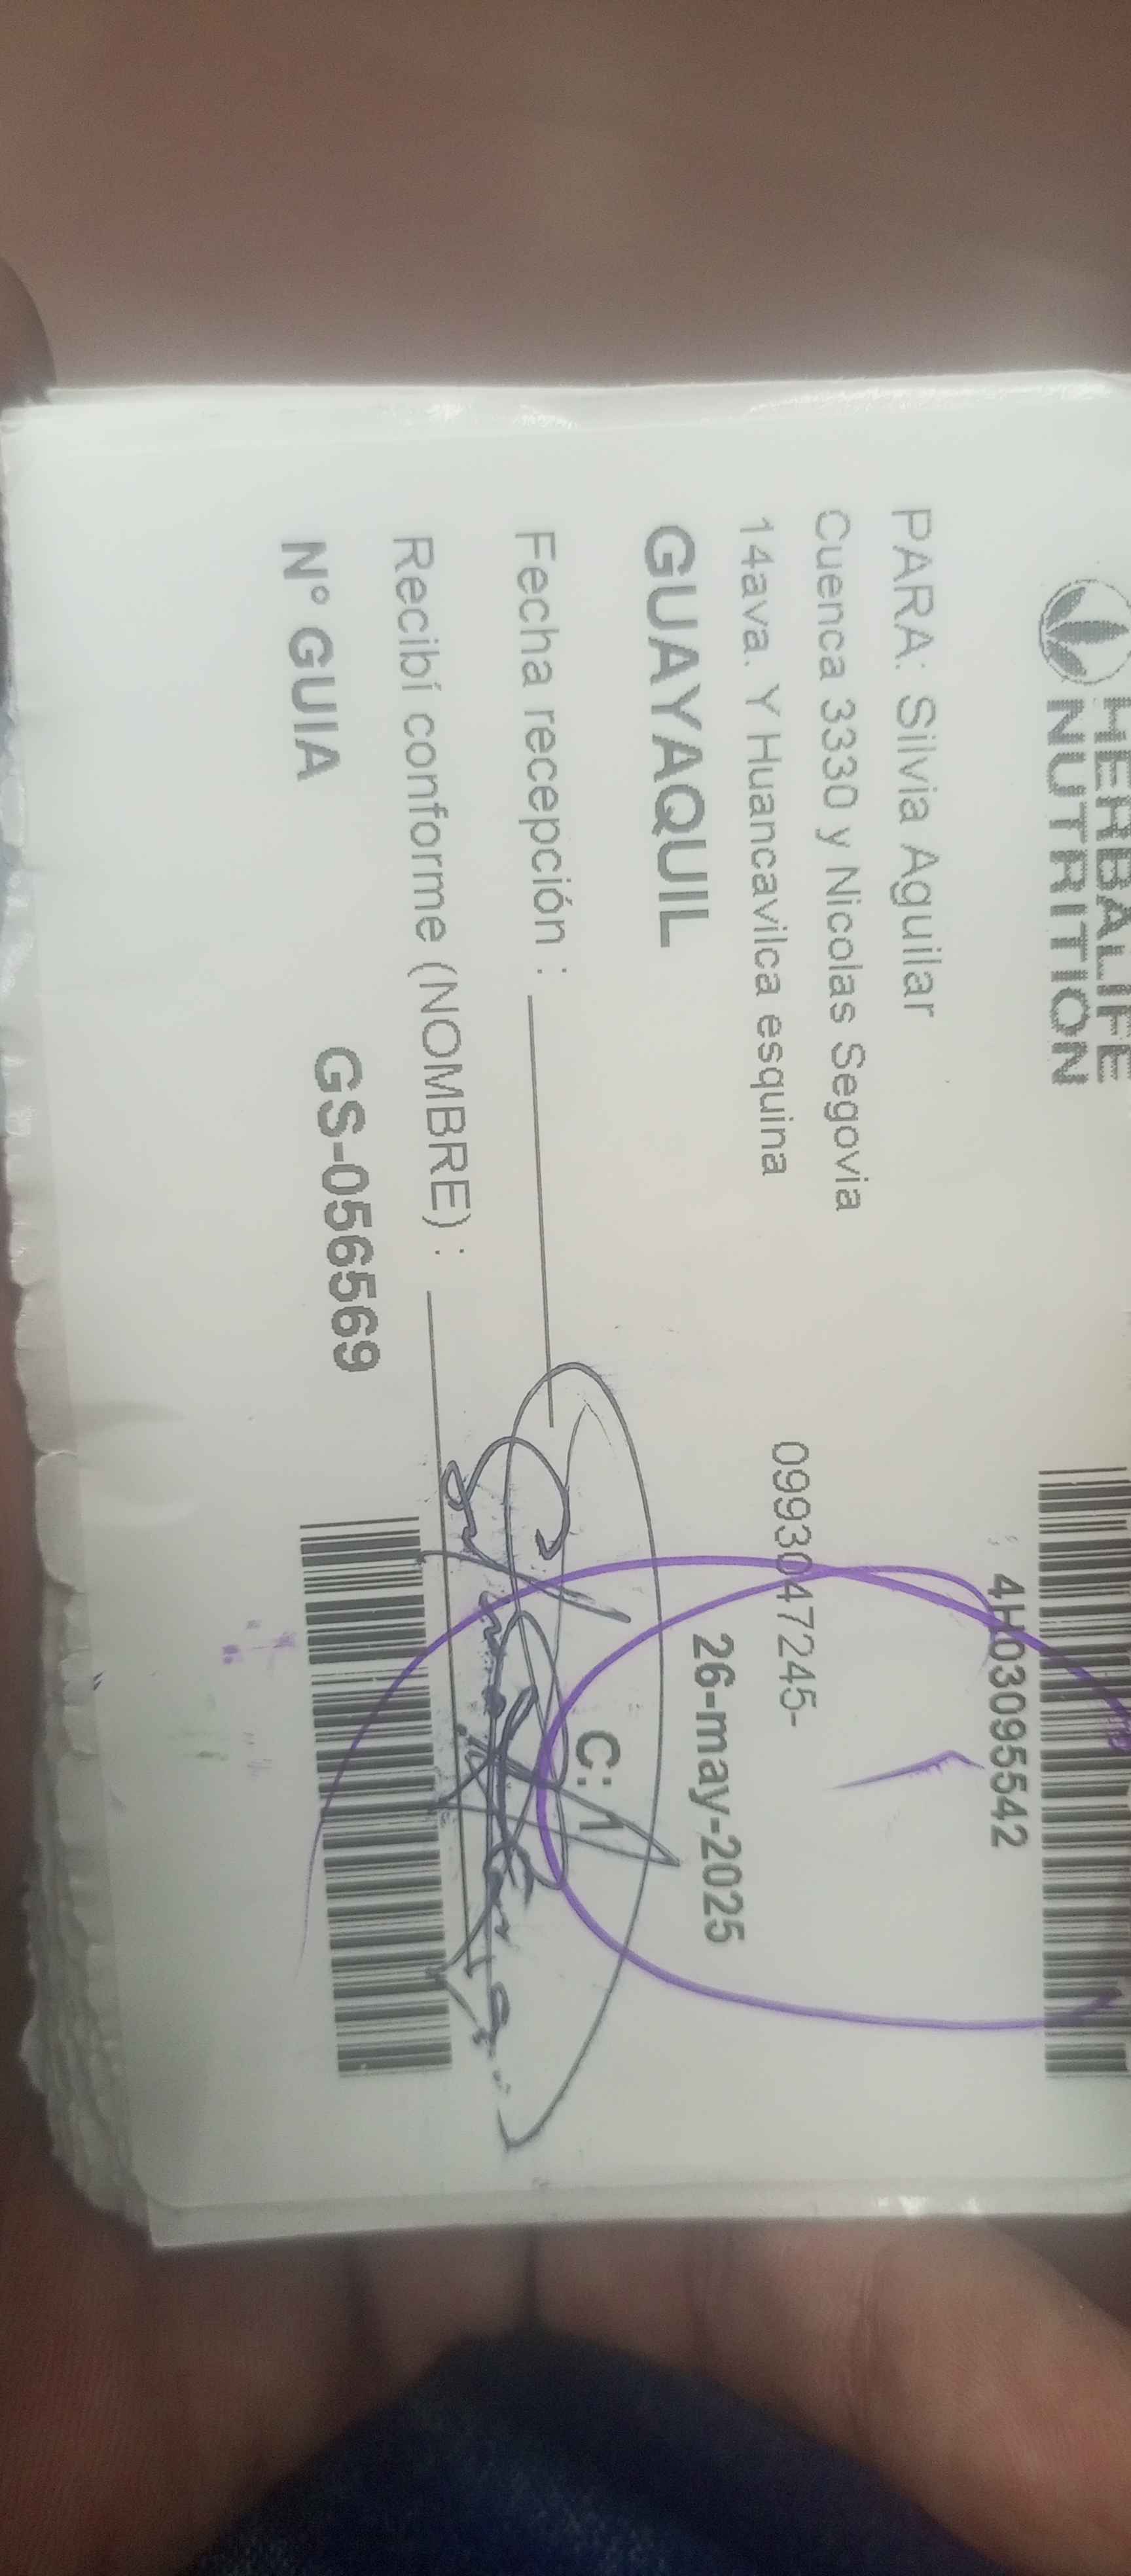 HERBALIFE
NUTRITION
4H03095542
PARA: Silvia Aguilar
Cuenca 3330 y Nicolas Segovia
14ava. Y Huancavilca esquina
0993047245-
GUAYAQUIL
26-may-2025
Fecha recepción :
C: 1
Recibí conforme (NOMBRE) :
N° GUIA
GS-056569